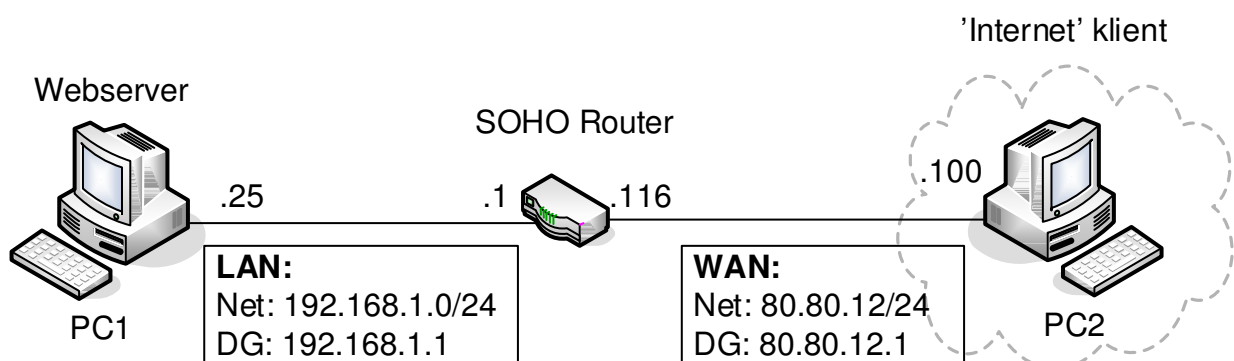 ’Internet’ klient
Webserver
SOHO Router
.25
.1
.116
.100
LAN:
Net: 192.168.1.0/24
DG: 192.168.1.1
WAN:
Net: 80.80.12/24
DG: 80.80.12.1
PC1
PC2